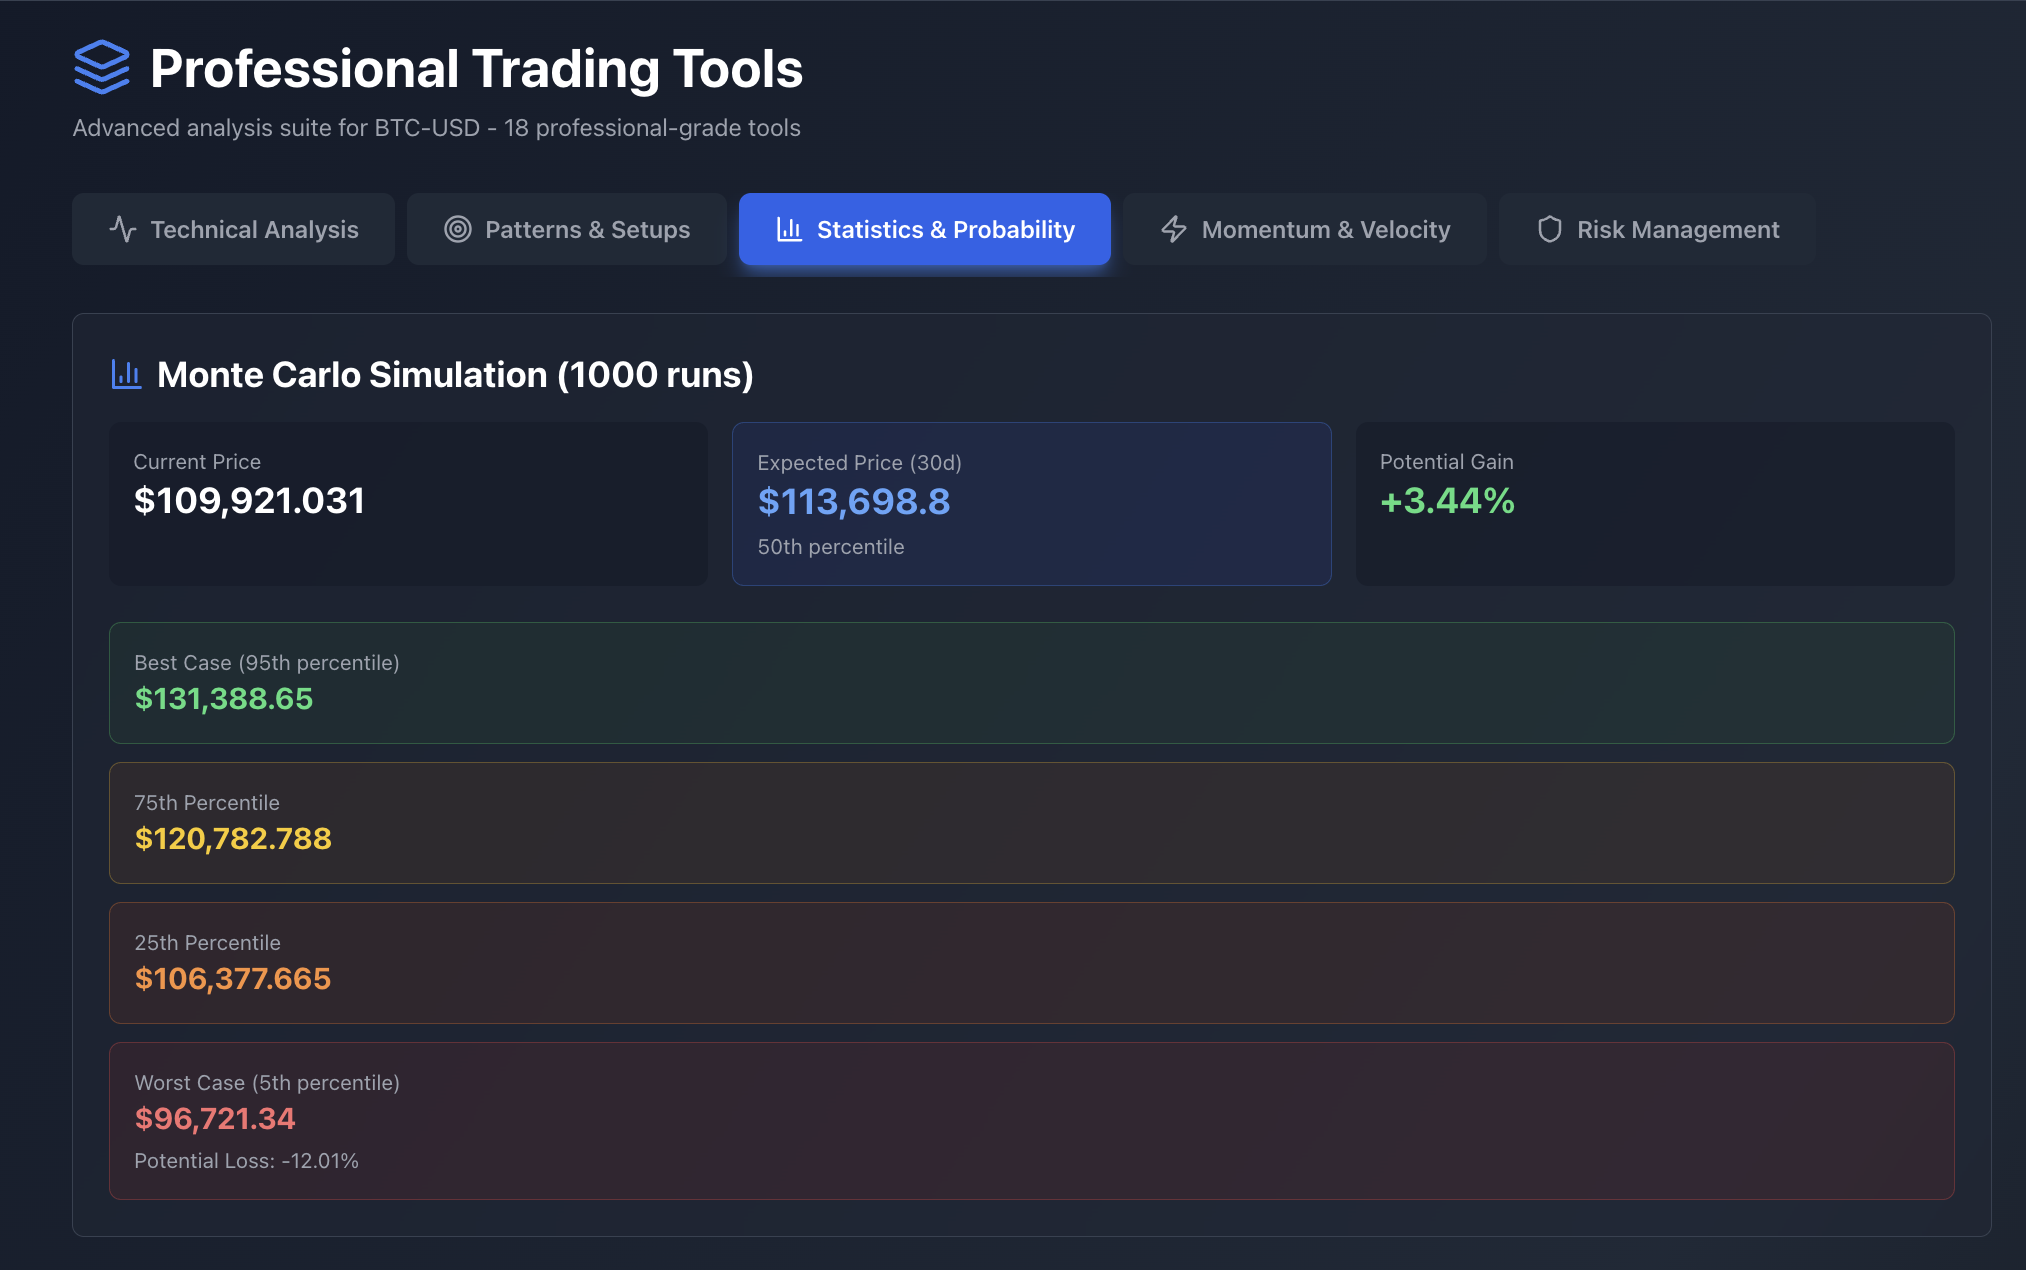 Professional Trading Tools
Advanced analysis suite for BTC-USD - 18 professional-grade tools
Technical Analysis
Patterns & Setups
Statistics & Probability
Momentum & Velocity
Risk Management
Monte Carlo Simulation (1000 runs)
Current Price
$109,921.031
Expected Price (30d)
$113,698.8
50th percentile
Potential Gain
+3.44%
Best Case (95th percentile)
$131,388.65
75th Percentile
$120,782.788
25th Percentile
$106,377.665
Worst Case (5th percentile)
$96,721.34
Potential Loss: -12.01%